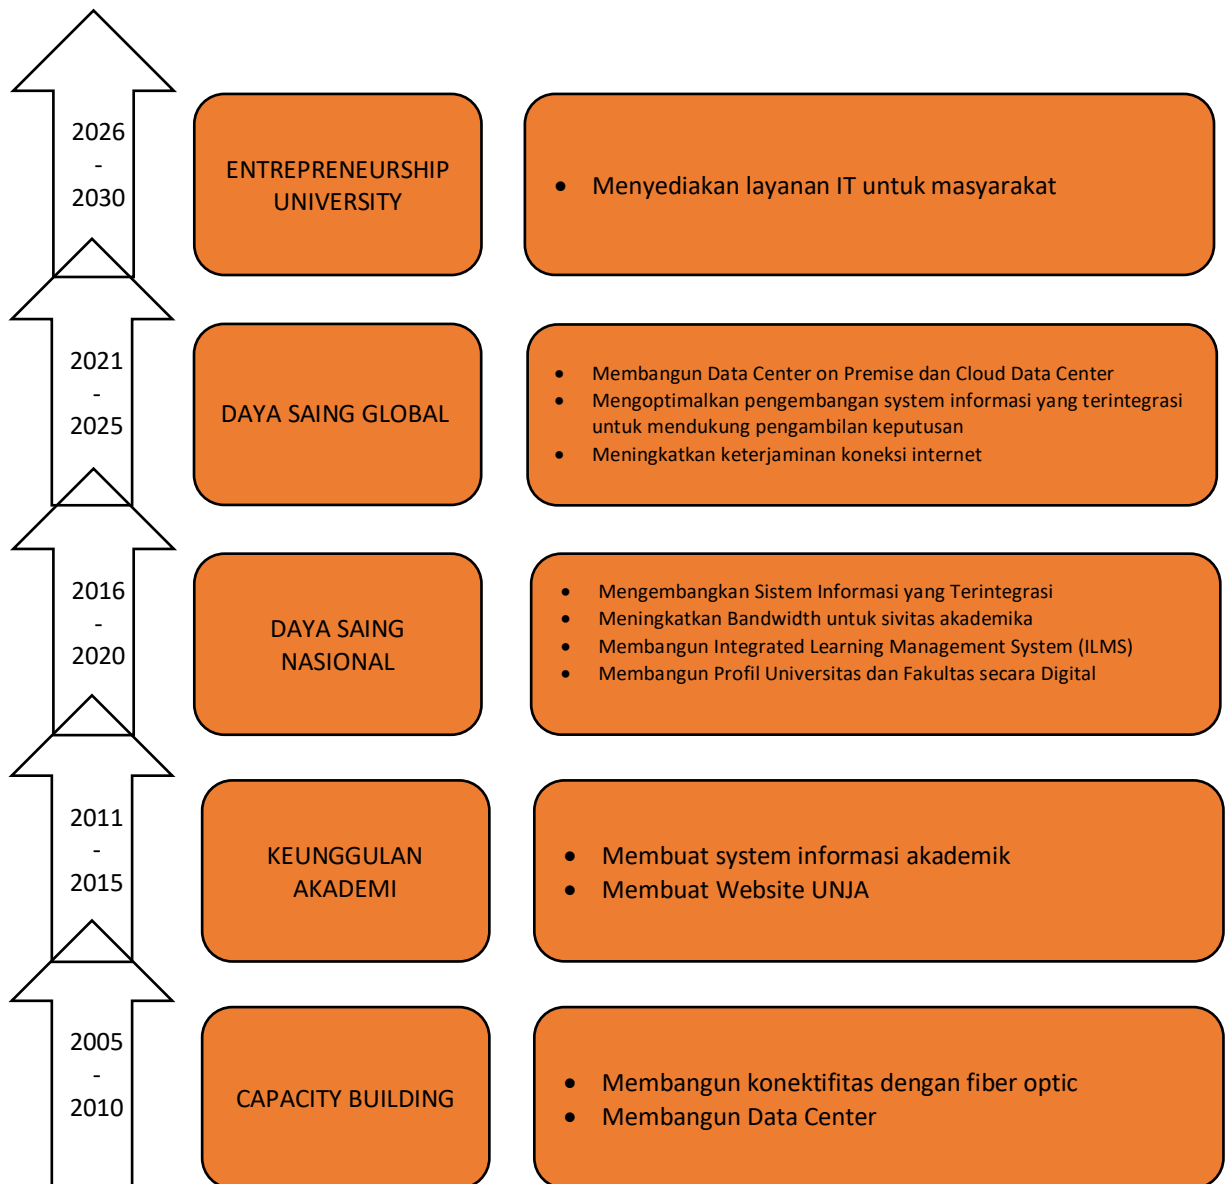 2026
-
2030
ENTREPRENEURSHIP
UNIVERSITY
• Menyediakan layanan IT untuk masyarakat
2021
-
2025
DAYA SAING GLOBAL
• Membangun Data Center on Premise dan Cloud Data Center
• Mengoptimalkan pengembangan system informasi yang terintegrasi
untuk mendukung pengambilan keputusan
• Meningkatkan keterjaminan koneksi internet
2016
-
2020
DAYA SAING
NASIONAL
• Mengembangkan Sistem Informasi yang Terintegrasi
• Meningkatkan Bandwidth untuk sivitas akademika
• Membangun Integrated Learning Management System (ILMS)
• Membangun Profil Universitas dan Fakultas secara Digital
2011
-
2015
KEUNGGULAN
AKADEMI
• Membuat system informasi akademik
• Membuat Website UNJA
2005
-
2010
CAPACITY BUILDING
• Membangun konektifitas dengan fiber optic
• Membangun Data Center